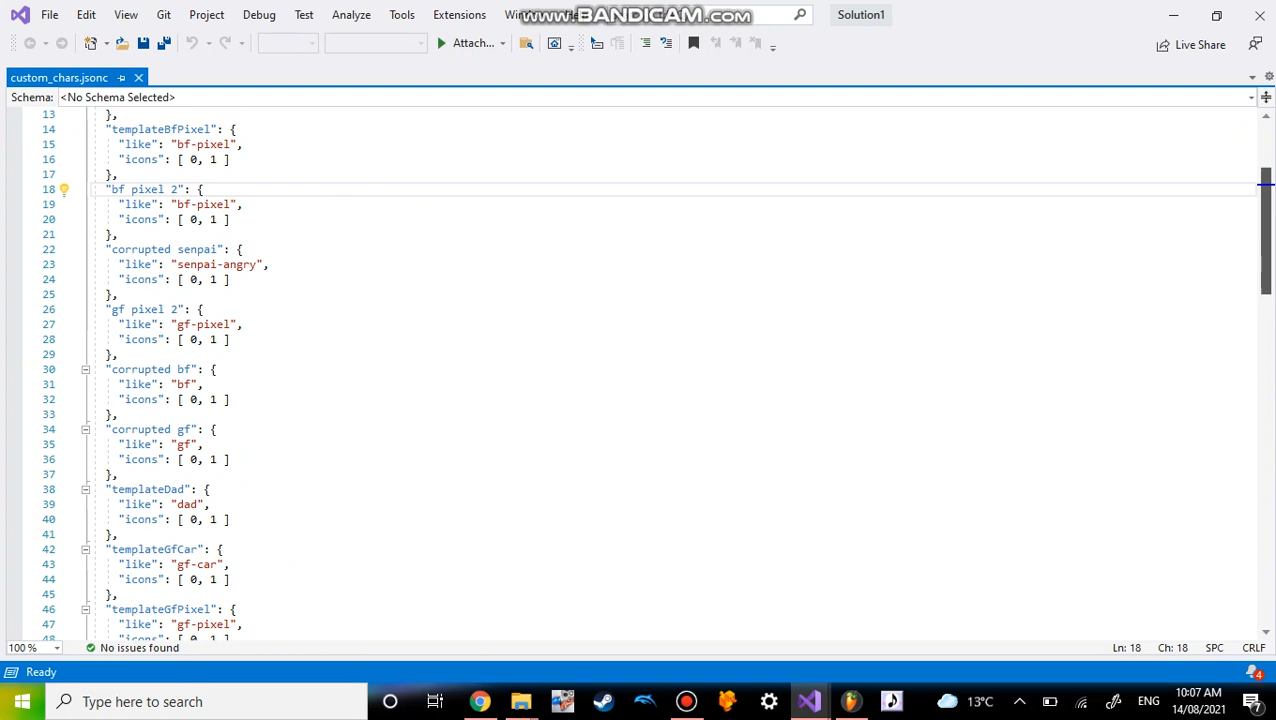 File Edit View Git Project Debug Test Analyze Tools Extensions Win www.BANDICAM.com Solution1
Attach... Live Share
custom_chars.jsonc
Schema: <No Schema Selected>
13 },
14 "templateBfPixel": {
15 "like": "bf-pixel",
16 "icons": [ 0, 1 ]
17 },
18 "bf pixel 2": {
19 "like": "bf-pixel",
20 "icons": [ 0, 1 ]
21 },
22 "corrupted senpai": {
23 "like": "senpai-angry",
24 "icons": [ 0, 1 ]
25 },
26 "gf pixel 2": {
27 "like": "gf-pixel",
28 "icons": [ 0, 1 ]
29 },
30 "corrupted bf": {
31 "like": "bf",
32 "icons": [ 0, 1 ]
33 },
34 "corrupted gf": {
35 "like": "gf",
36 "icons": [ 0, 1 ]
37 },
38 "templateDad": {
39 "like": "dad",
40 "icons": [ 0, 1 ]
41 },
42 "templateGfCar": {
43 "like": "gf-car",
44 "icons": [ 0, 1 ]
45 },
46 "templateGfPixel": {
47 "like": "gf-pixel",
48 "icons": [ 0, 1 ]
100 % No issues found Ln: 18 Ch: 18 SPC CRLF
Ready 4
Type here to search 13°C ENG 10:07 AM
14/08/2021 7